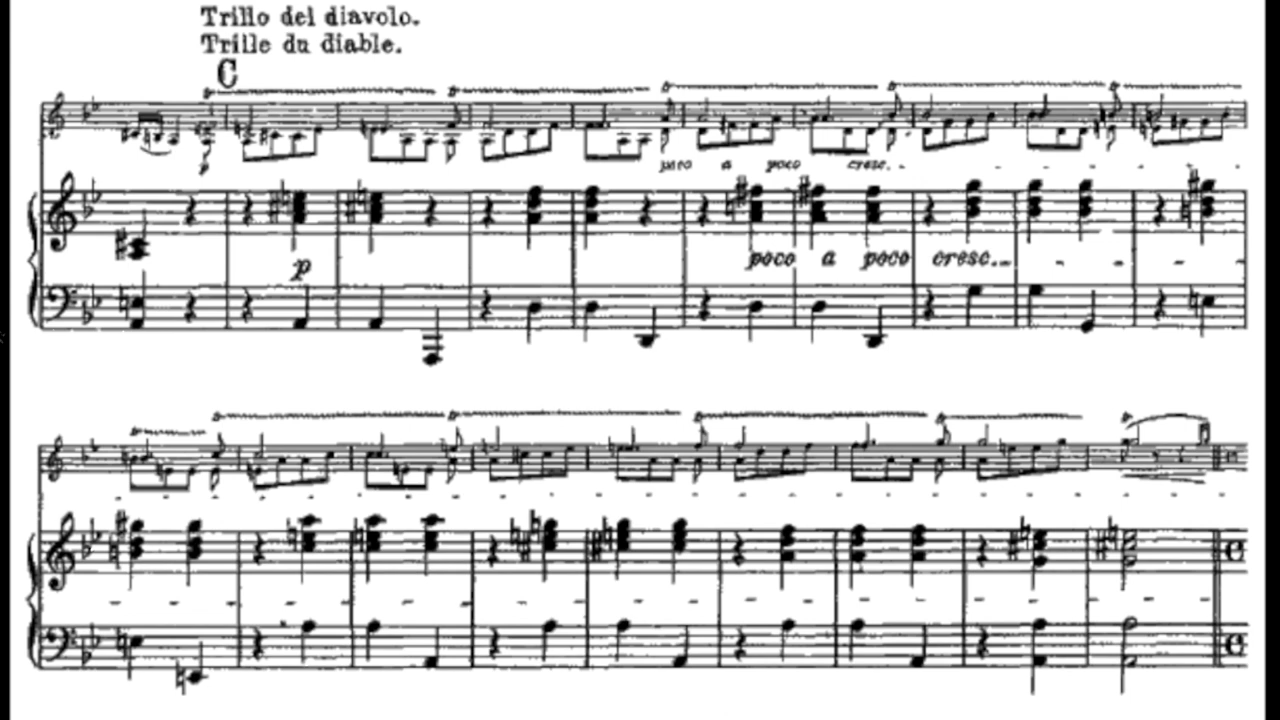 Trillo del diavolo.
Trille du diable.
C
p
poco a poco cresc.
p
poco a poco cresc.